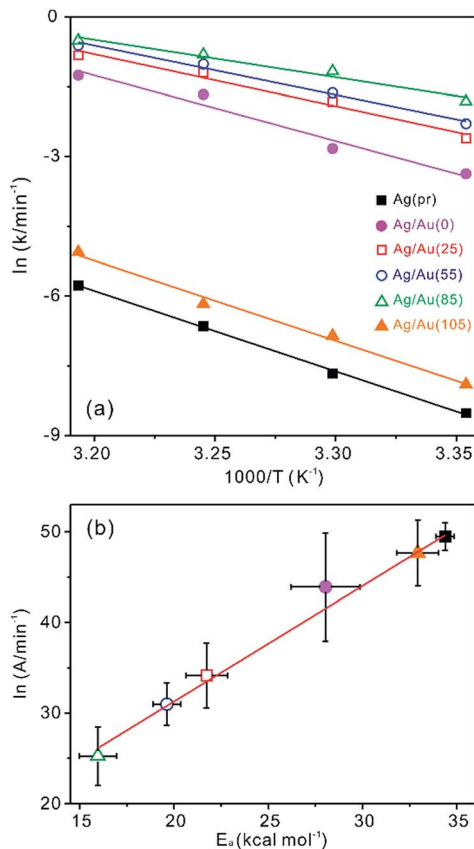 0
-3
-6
-9
ln (k/min⁻¹)
Ag(pr)
Ag/Au(0)
Ag/Au(25)
Ag/Au(55)
Ag/Au(85)
Ag/Au(105)
(a)
3.20 3.25 3.30 3.35
1000/T (K⁻¹)
(b)
50
40
30
20
ln (A/min⁻¹)
15 20 25 30 35
Eₐ(kcal mol⁻¹)